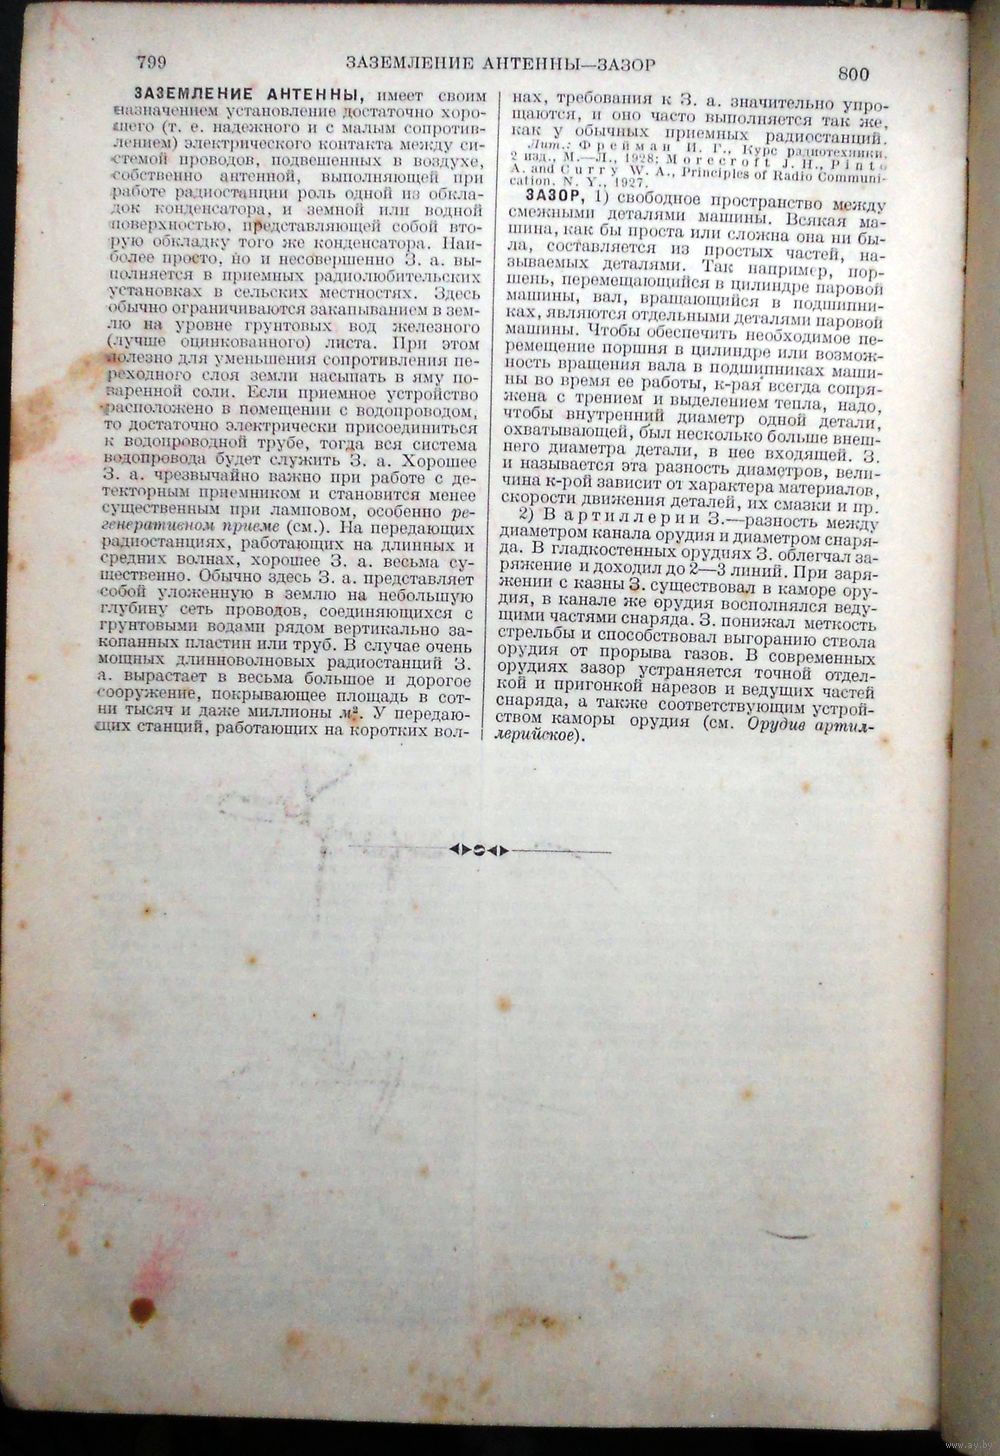 799
ЗАЗЕМЛЕНИЕ АНТЕННЫ—ЗАЗОР
800
ЗАЗЕМЛЕНИЕ АНТЕННЫ, имеет своим
назначением установление достаточно хоро-
шего (т. е. надежного и с малым сопротив-
лением) электрического контакта между си-
стемой проводов, подвешенных в воздухе,
собственно антенной, выполняющей при
работе радиостанции роль одной из обкла-
док конденсатора, и земной или водной
поверхностью, представляющей собой вто-
рую обкладку того же конденсатора. Наи-
более просто, но и несовершенно З. а. вы-
полняется в приемных радиолюбительских
установках в сельских местностях. Здесь
обычно ограничиваются закапыванием в зем-
лю на уровне грунтовых вод железного
(лучше оцинкованного) листа. При этом
полезно для уменьшения сопротивления пе-
реходного слоя земли насыпать в яму по-
варенной соли. Если приемное устройство
расположено в помещении с водопроводом,
то достаточно электрически присоединиться
к водопроводной трубе, тогда вся система
водопровода будет служить З. а. Хорошее
З. а. чрезвычайно важно при работе с де-
текторным приемником и становится менее
существенным при ламповом, особенно ре-
генеративном приеме (см.). На передающих
радиостанциях, работающих на длинных и
средних волнах, хорошее З. а. весьма су-
щественно. Обычно здесь З. а. представляет
собой уложенную в землю на небольшую
глубину сеть проводов, соединяющихся с
грунтовыми водами рядом вертикально за-
копанных пластин или труб. В случае очень
мощных длинноволновых радиостанций З.
а. вырастает в весьма большое и дорогое
сооружение, покрывающее площадь в сот-
ни тысяч и даже миллионы м². У передаю-
щих станций, работающих на коротких вол-
нах, требования к З. а. значительно упро-
щаются, и оно часто выполняется так же,
как у обычных приемных радиостанций.
Лит.: Фрейман И. Г., Курс радиотехники,
2 изд., М.—Л., 1928; Morecroft J. H., Pinto
A. and Curry W. A., Principles of Radio Communi-
cation, N. Y., 1927.
ЗАЗОР, 1) свободное пространство между
смежными деталями машины. Всякая ма-
шина, как бы проста или сложна она ни бы-
ла, составляется из простых частей, на-
зываемых деталями. Так например, пор-
шень, перемещающийся в цилиндре паровой
машины, вал, вращающийся в подшипни-
ках, являются отдельными деталями паровой
машины. Чтобы обеспечить необходимое пе-
ремещение поршня в цилиндре или возмож-
ность вращения вала в подшипниках маши-
ны во время ее работы, к-рая всегда сопря-
жена с трением и выделением тепла, надо,
чтобы внутренний диаметр одной детали,
охватывающей, был несколько больше внеш-
него диаметра детали, в нее входящей. З.
и называется эта разность диаметров, вели-
чина к-рой зависит от характера материалов,
скорости движения деталей, их смазки и пр.
2) В артиллерии З.—разность между
диаметром канала орудия и диаметром снаря-
да. В гладкостенных орудиях З. облегчал за-
ряжение и доходил до 2—3 линий. При заря-
жении с казны З. существовал в каморе ору-
дия, в канале же орудия восполнялся веду-
щими частями снаряда. З. понижал меткость
стрельбы и способствовал выгоранию ствола
орудия от прорыва газов. В современных
орудиях зазор устраняется точной отдел-
кой и пригонкой нарезов и ведущих частей
снаряда, а также соответствующим устрой-
ством каморы орудия (см. Орудие артил-
лерийское).
www.ay.by